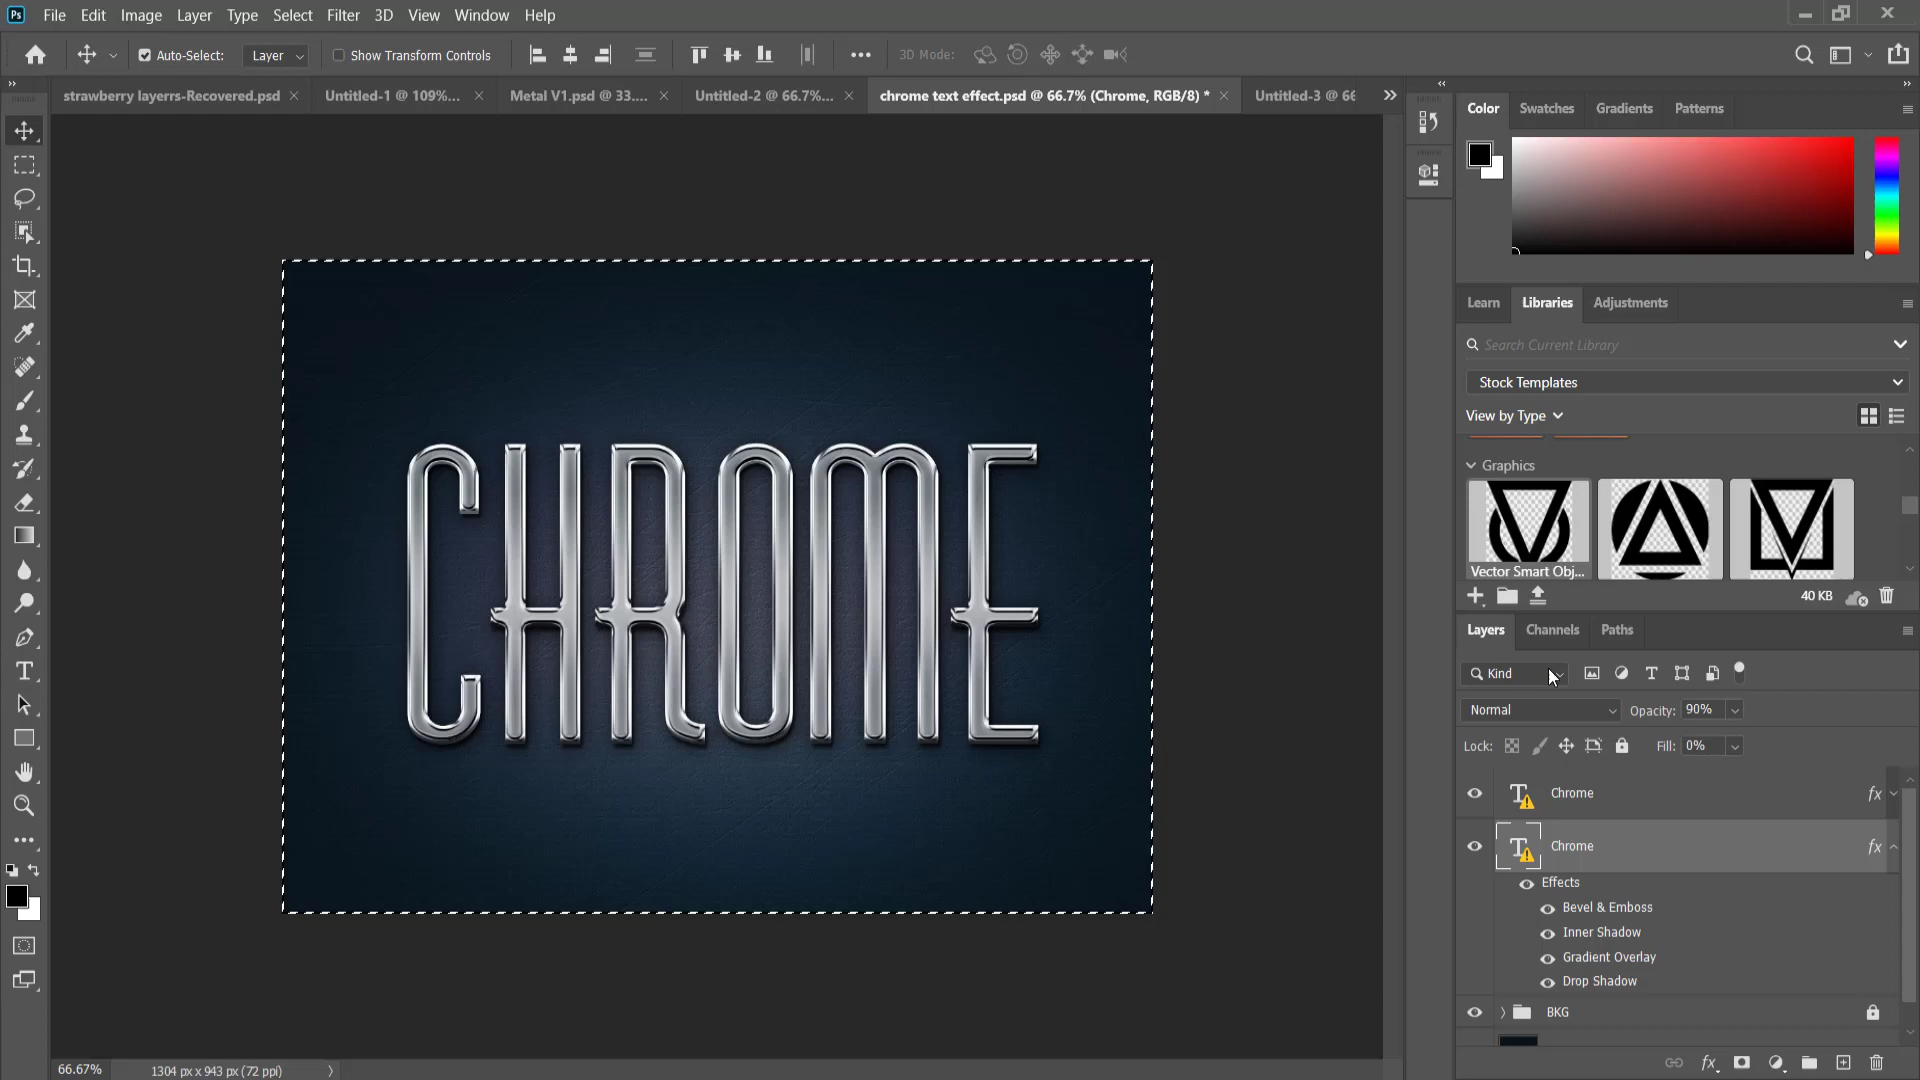 Ps File Edit Image Layer Type Select Filter 3D View Window Help
Auto-Select: Layer Show Transform Controls 3D Mode:
strawberry layerrs-Recovered.psd Untitled-1 @ 109%... Metal V1.psd @ 33.... Untitled-2 @ 66.7%... chrome text effect.psd @ 66.7% (Chrome, RGB/8) * Untitled-3 @ 66
Color Swatches Gradients Patterns
Learn Libraries Adjustments
Search Current Library
Stock Templates
View by Type
Graphics
Vector Smart Obj...
40 KB
CHROME
Layers Channels Paths
Kind
Normal Opacity: 90%
Lock: Fill: 0%
Chrome fx
Chrome fx
Effects
Bevel & Emboss
Inner Shadow
Gradient Overlay
Drop Shadow
BKG
fx
66.67% 1304 px x 943 px (72 ppi)